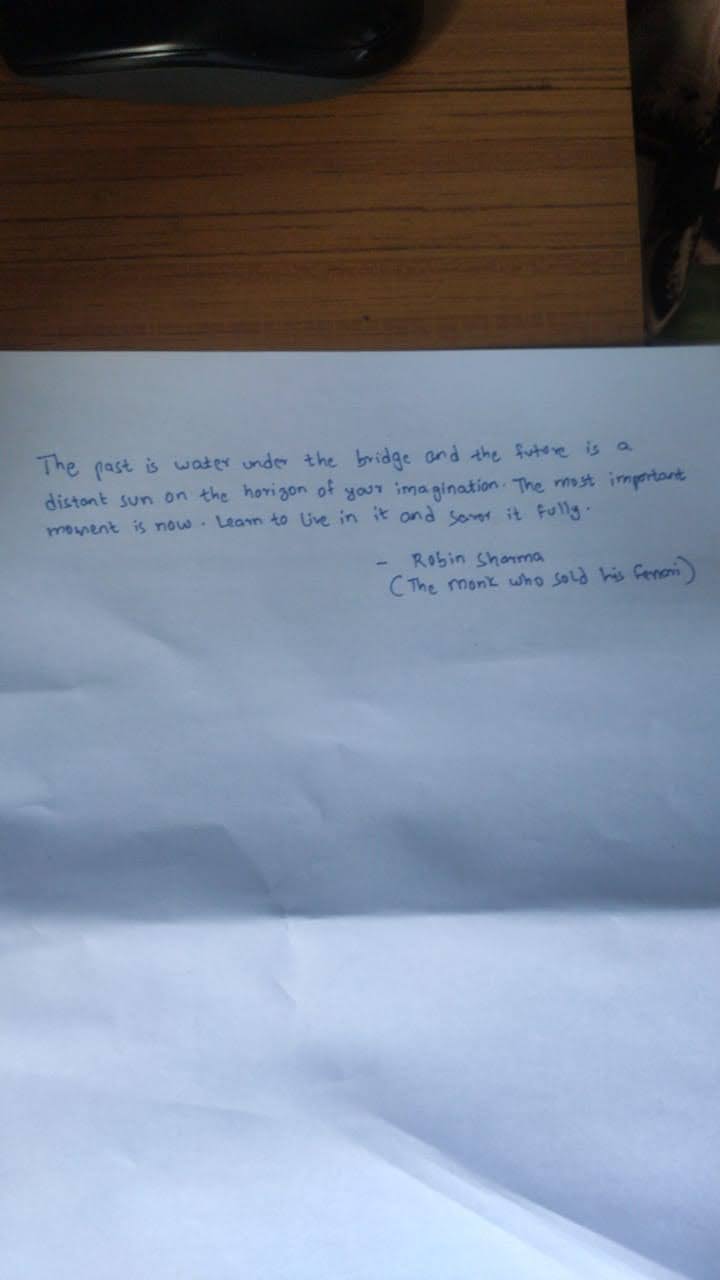 The past is water under the bridge and the future is a
distant sun on the horizon of your imagination. The most important
moment is now. Learn to live in it and savor it fully.
- Robin Sharma
(The monk who sold his ferrari)